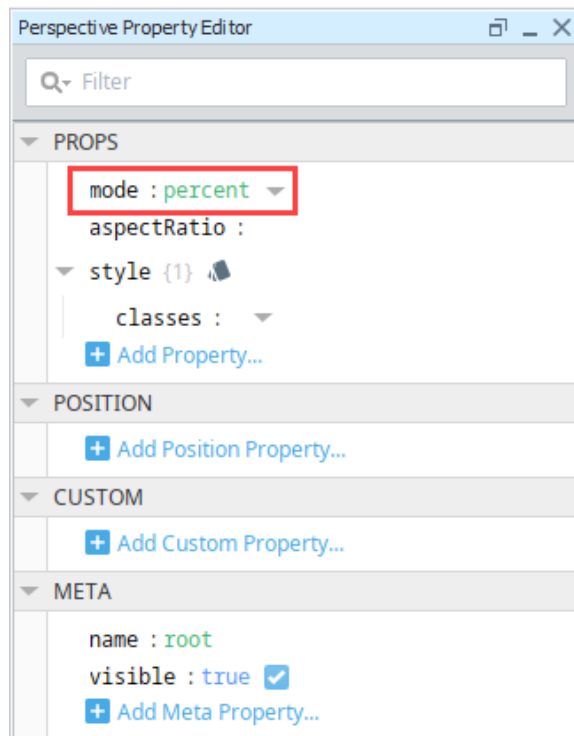 Perspective Property Editor
Filter
PROPS
mode : percent
aspectRatio :
style {1}
classes :
Add Property...
POSITION
Add Position Property...
CUSTOM
Add Custom Property...
META
name : root
visible : true
Add Meta Property...